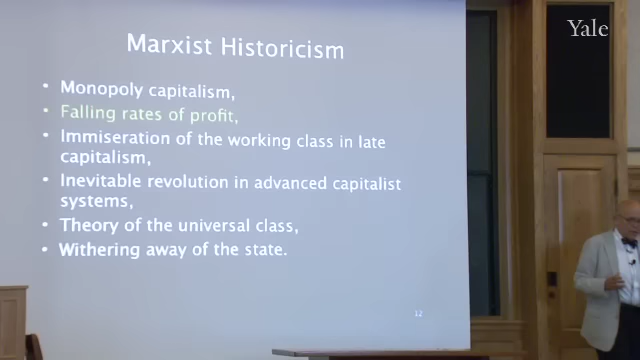 Yale
Marxist Historicism
• Monopoly capitalism,
• Falling rates of profit,
• Immiseration of the working class in late
capitalism,
• Inevitable revolution in advanced capitalist
systems,
• Theory of the universal class,
• Withering away of the state.
12